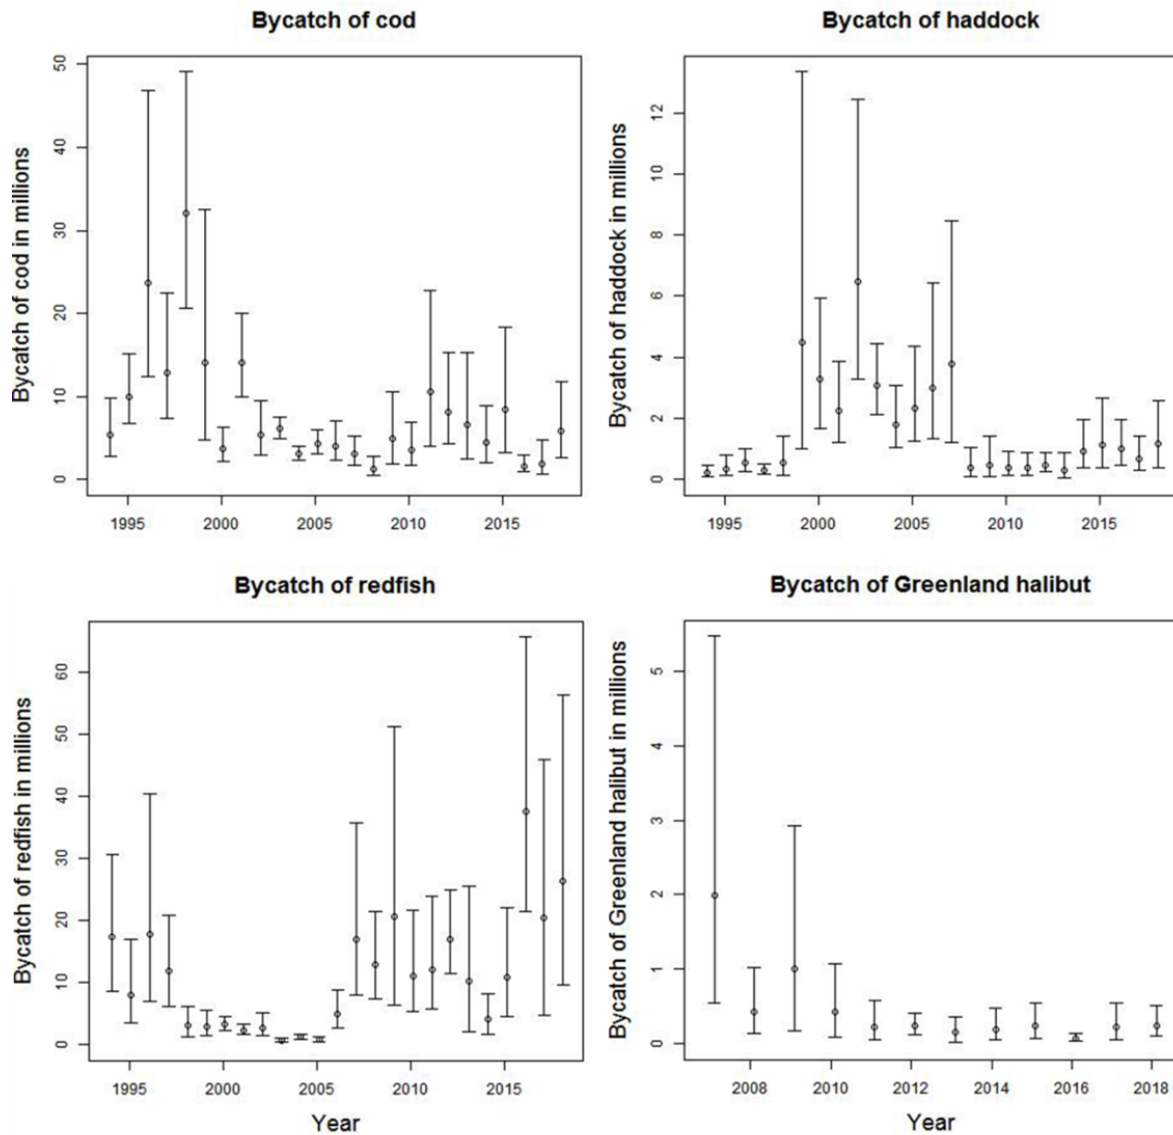 Bycatch of cod
Bycatch of cod in millions
50
40
30
20
10
0
1995 2000 2005 2010 2015
Bycatch of haddock
Bycatch of haddock in millions
12
10
8
6
4
2
0
1995 2000 2005 2010 2015
Bycatch of redfish
Bycatch of redfish in millions
60
50
40
30
20
10
0
1995 2000 2005 2010 2015
Year
Bycatch of Greenland halibut
Bycatch of Greenland halibut in millions
5
4
3
2
1
0
2008 2010 2012 2014 2016 2018
Year